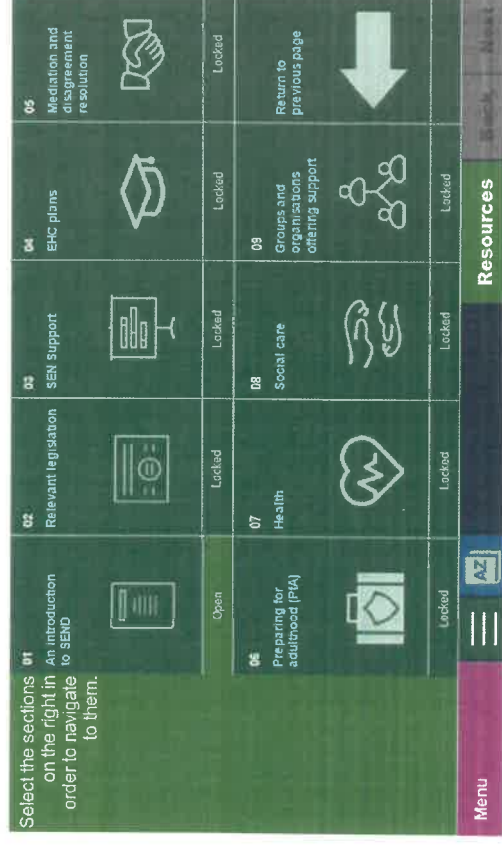 Select the sections
on the right in
order to navigate
to them.
01
An introduction
to SEND
Open
02
Relevant legislation
Locked
03
SEN Support
Locked
04
EHC plans
Locked
05
Mediation and
disagreement
resolution
Locked
06
Preparing for
adulthood (PfA)
Locked
07
Health
Locked
08
Social care
Locked
09
Groups and
organisations
offering support
Locked
Return to
previous page
Menu
AZ
Resources
Back
Next